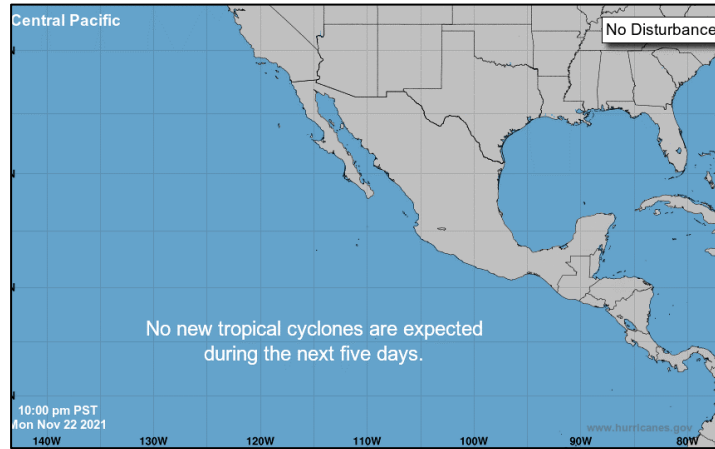 Central Pacific
No Disturbance
No new tropical cyclones are expected
during the next five days.
10:00 pm PST
Mon Nov 22 2021
www.hurricanes.gov
140W 130W 120W 110W 100W 90W 80W